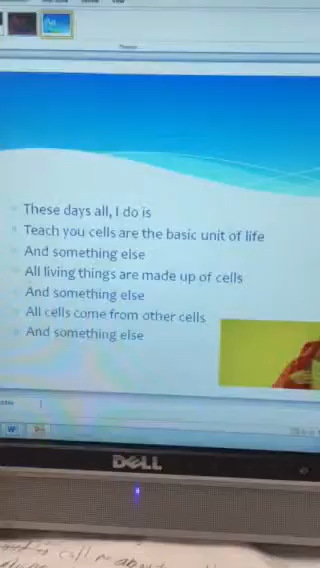 These days all, I do is
Teach you cells are the basic unit of life
And something else
All living things are made up of cells
And something else
All cells come from other cells
And something else
DELL
call
about